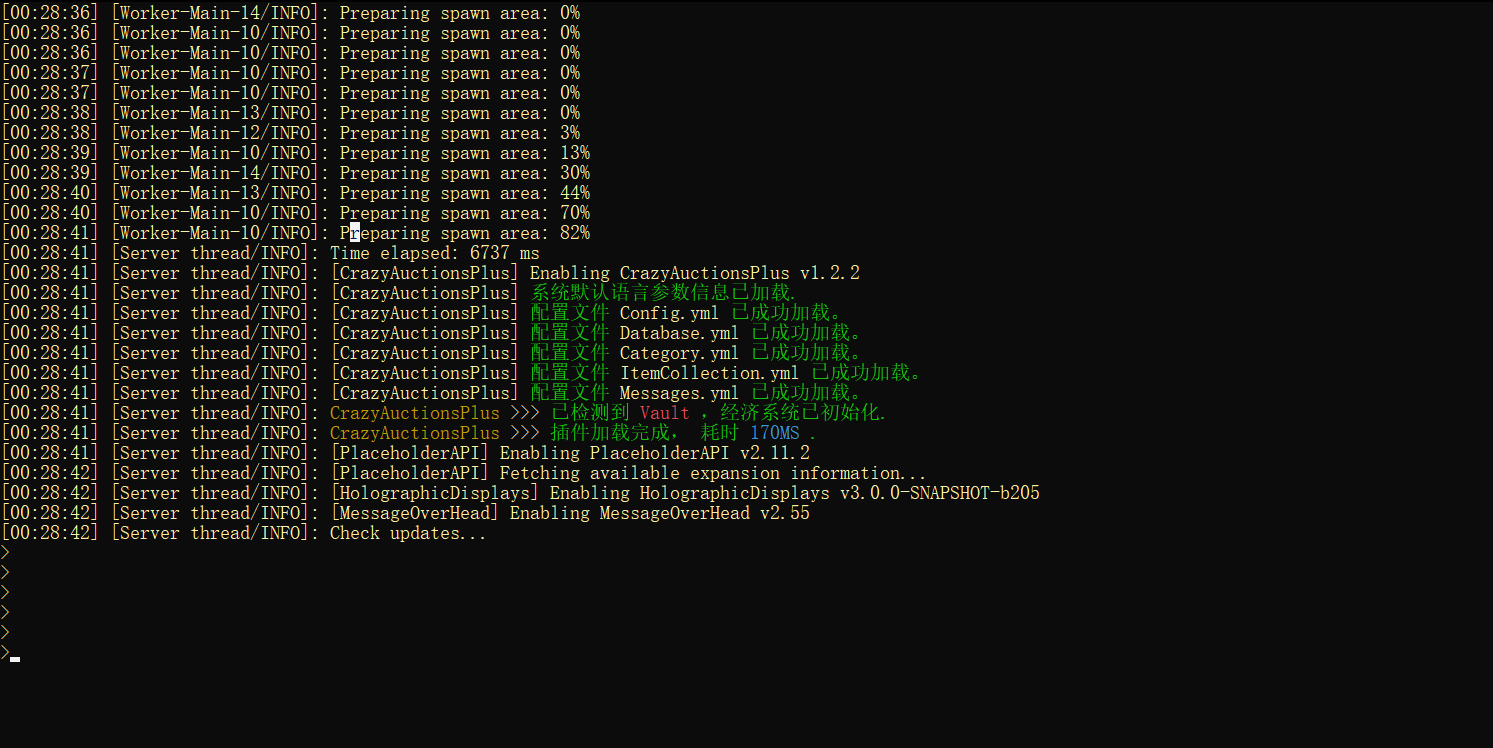 [00:28:36] [Worker-Main-14/INFO]: Preparing spawn area: 0%
[00:28:36] [Worker-Main-10/INFO]: Preparing spawn area: 0%
[00:28:36] [Worker-Main-10/INFO]: Preparing spawn area: 0%
[00:28:37] [Worker-Main-10/INFO]: Preparing spawn area: 0%
[00:28:37] [Worker-Main-10/INFO]: Preparing spawn area: 0%
[00:28:38] [Worker-Main-13/INFO]: Preparing spawn area: 0%
[00:28:38] [Worker-Main-12/INFO]: Preparing spawn area: 3%
[00:28:39] [Worker-Main-10/INFO]: Preparing spawn area: 13%
[00:28:39] [Worker-Main-14/INFO]: Preparing spawn area: 30%
[00:28:40] [Worker-Main-13/INFO]: Preparing spawn area: 44%
[00:28:40] [Worker-Main-10/INFO]: Preparing spawn area: 70%
[00:28:41] [Worker-Main-10/INFO]: Preparing spawn area: 82%
[00:28:41] [Server thread/INFO]: Time elapsed: 6737 ms
[00:28:41] [Server thread/INFO]: [CrazyAuctionsPlus] Enabling CrazyAuctionsPlus v1.2.2
[00:28:41] [Server thread/INFO]: [CrazyAuctionsPlus] 系统默认语言参数信息已加载.
[00:28:41] [Server thread/INFO]: [CrazyAuctionsPlus] 配置文件 Config.yml 已成功加载。
[00:28:41] [Server thread/INFO]: [CrazyAuctionsPlus] 配置文件 Database.yml 已成功加载。
[00:28:41] [Server thread/INFO]: [CrazyAuctionsPlus] 配置文件 Category.yml 已成功加载。
[00:28:41] [Server thread/INFO]: [CrazyAuctionsPlus] 配置文件 ItemCollection.yml 已成功加载。
[00:28:41] [Server thread/INFO]: [CrazyAuctionsPlus] 配置文件 Messages.yml 已成功加载。
[00:28:41] [Server thread/INFO]: CrazyAuctionsPlus >>> 已检测到 Vault ，经济系统已初始化.
[00:28:41] [Server thread/INFO]: CrazyAuctionsPlus >>> 插件加载完成， 耗时 170MS .
[00:28:41] [Server thread/INFO]: [PlaceholderAPI] Enabling PlaceholderAPI v2.11.2
[00:28:42] [Server thread/INFO]: [PlaceholderAPI] Fetching available expansion information...
[00:28:42] [Server thread/INFO]: [HolographicDisplays] Enabling HolographicDisplays v3.0.0-SNAPSHOT-b205
[00:28:42] [Server thread/INFO]: [MessageOverHead] Enabling MessageOverHead v2.55
[00:28:42] [Server thread/INFO]: Check updates...
>
>
>
>
>
>